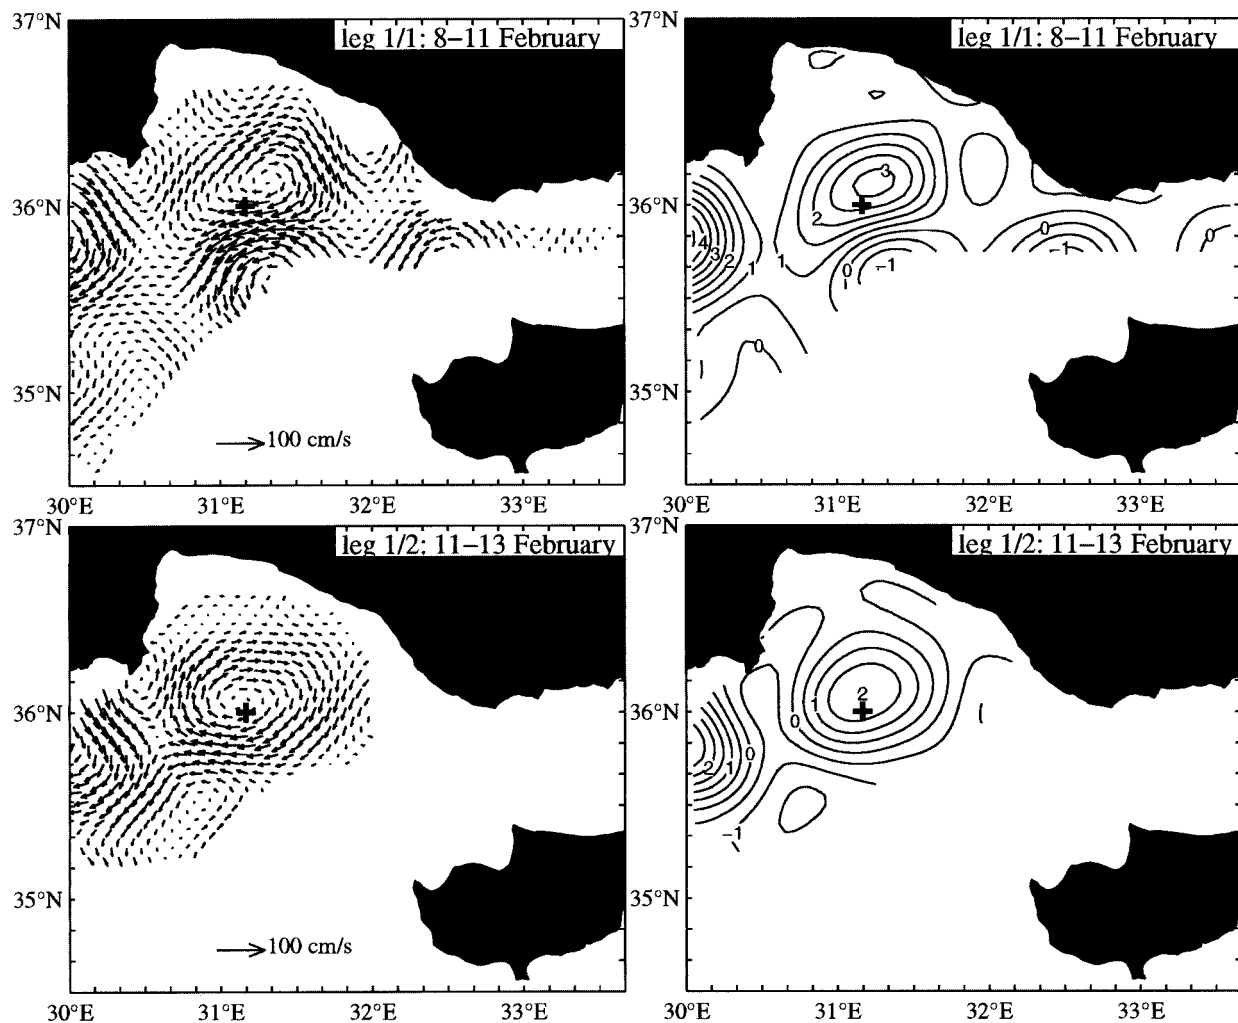 37°N
leg 1/1: 8–11 February
36°N
35°N
100 cm/s
30°E 31°E 32°E 33°E
37°N
leg 1/1: 8–11 February
3
2
36°N
1 4 3 2 1 1 0 −1 0 −1 0
0
35°N
30°E 31°E 32°E 33°E
37°N
leg 1/2: 11–13 February
36°N
35°N
100 cm/s
30°E 31°E 32°E 33°E
37°N
leg 1/2: 11–13 February
2
1
36°N
0
2 1 0
−1
35°N
30°E 31°E 32°E 33°E